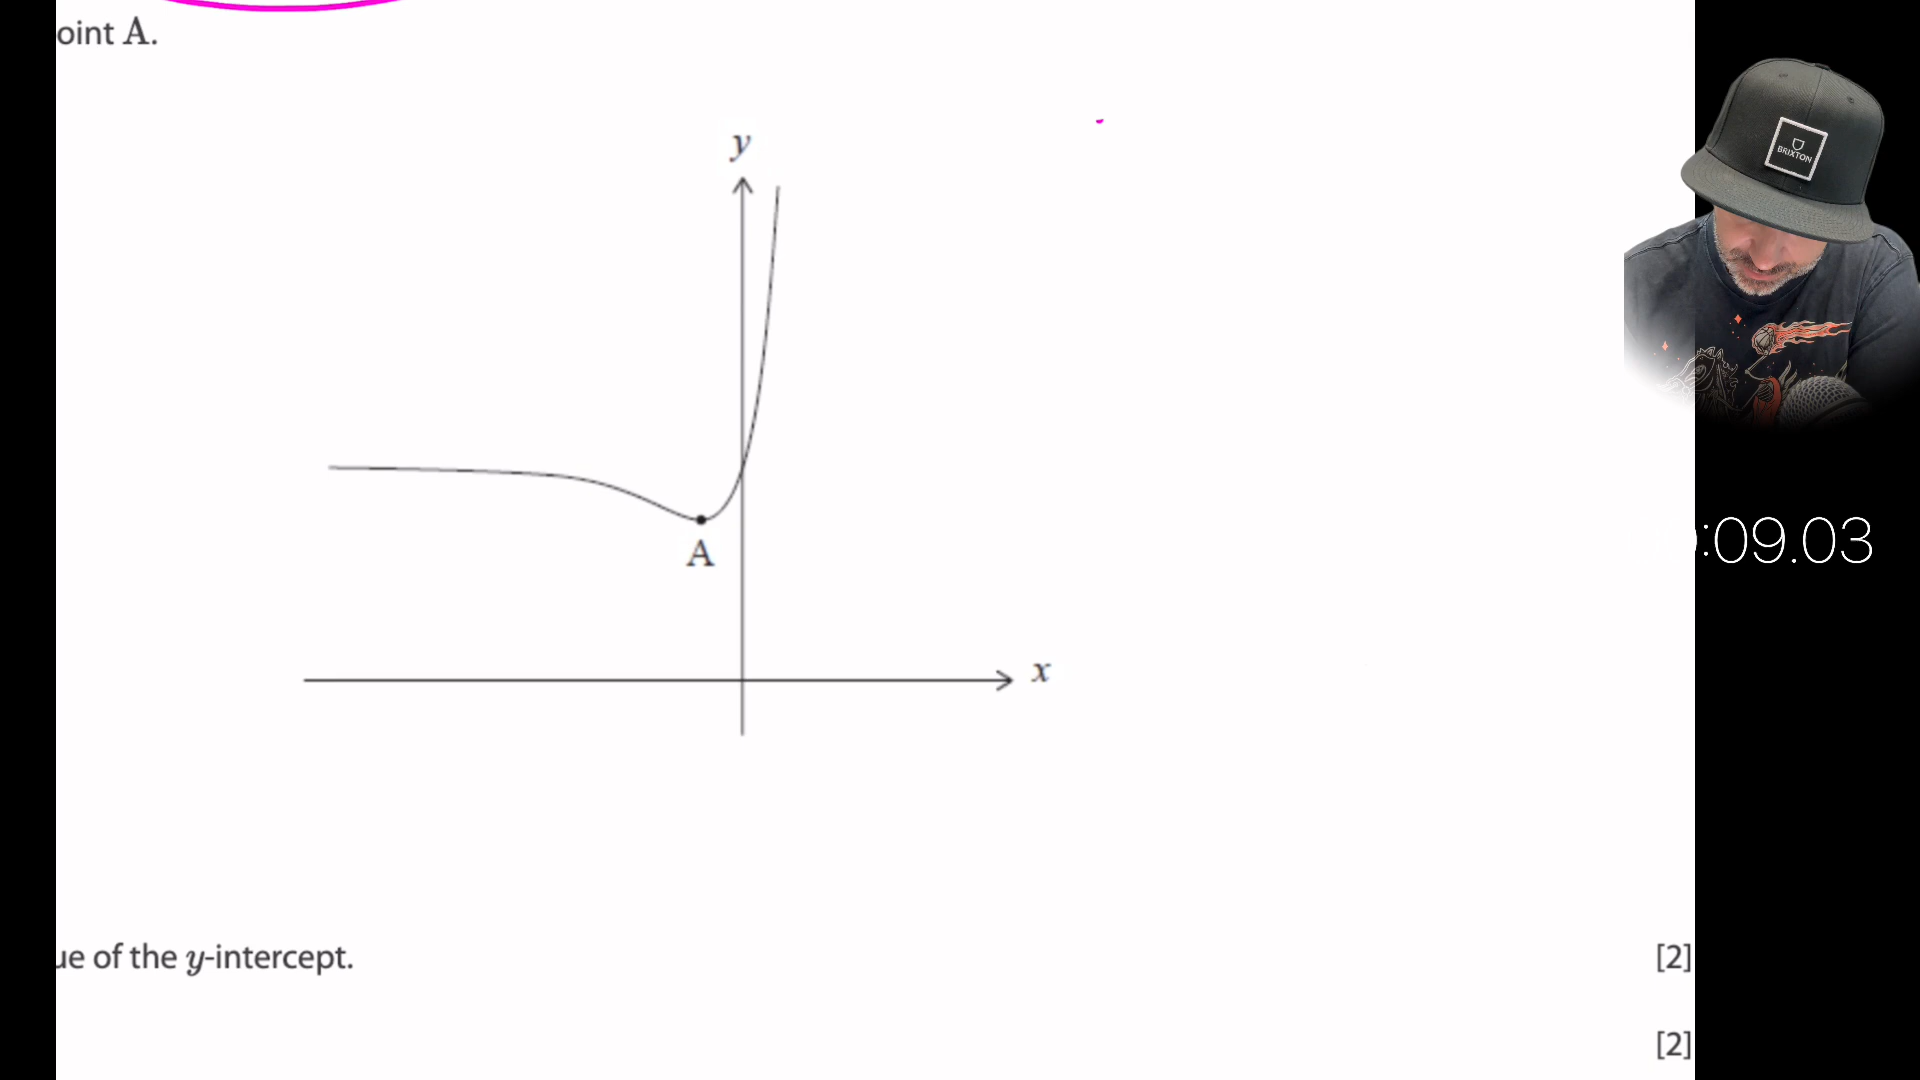 oint A.
y
BRIXTON
A
:09.03
x
ue of the y-intercept.
[2]
[2]